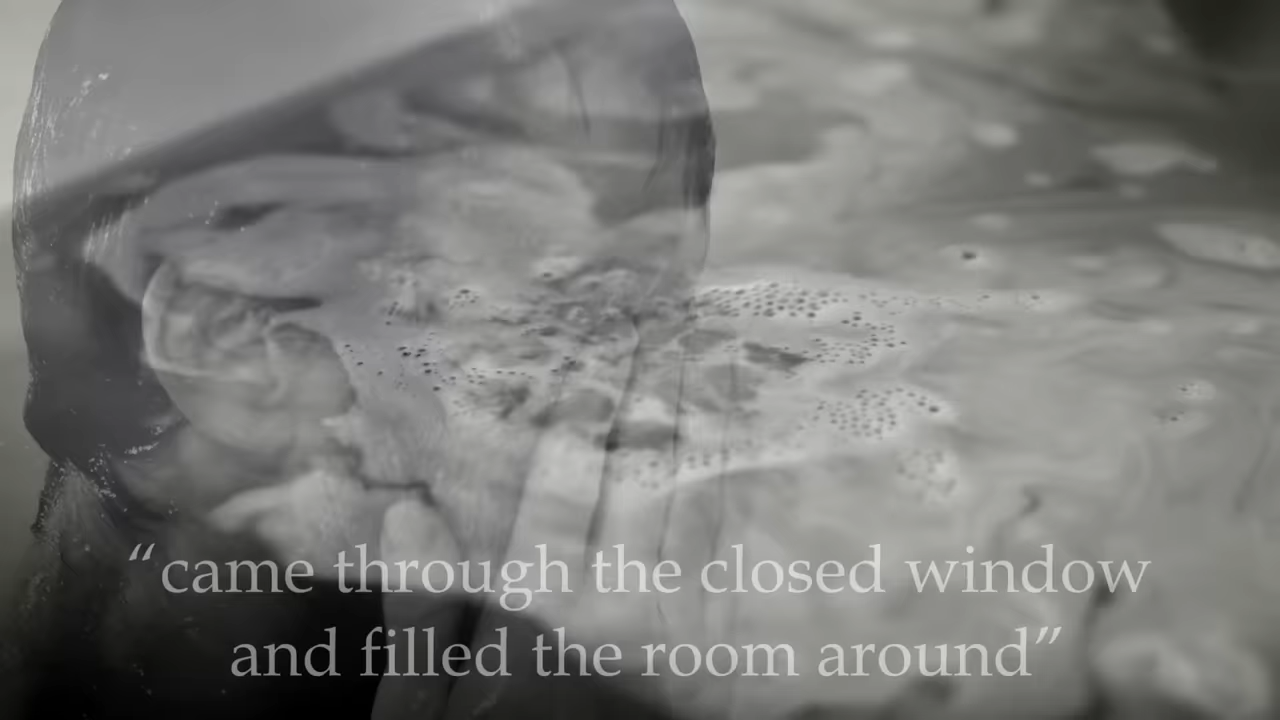 “came through the closed window
and filled the room around”